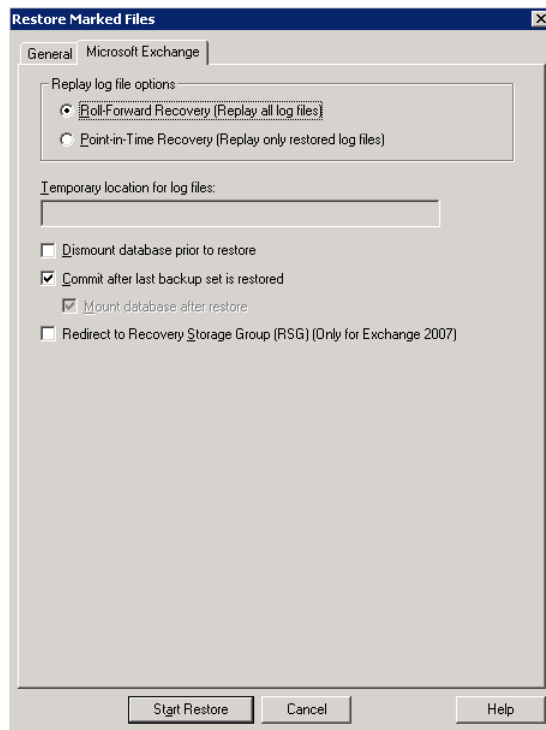 Restore Marked Files
General
Microsoft Exchange
Replay log file options
Roll-Forward Recovery (Replay all log files)
Point-in-Time Recovery (Replay only restored log files)
Temporary location for log files:
Dismount database prior to restore
Commit after last backup set is restored
Mount database after restore
Redirect to Recovery Storage Group (RSG) (Only for Exchange 2007)
Start Restore
Cancel
Help